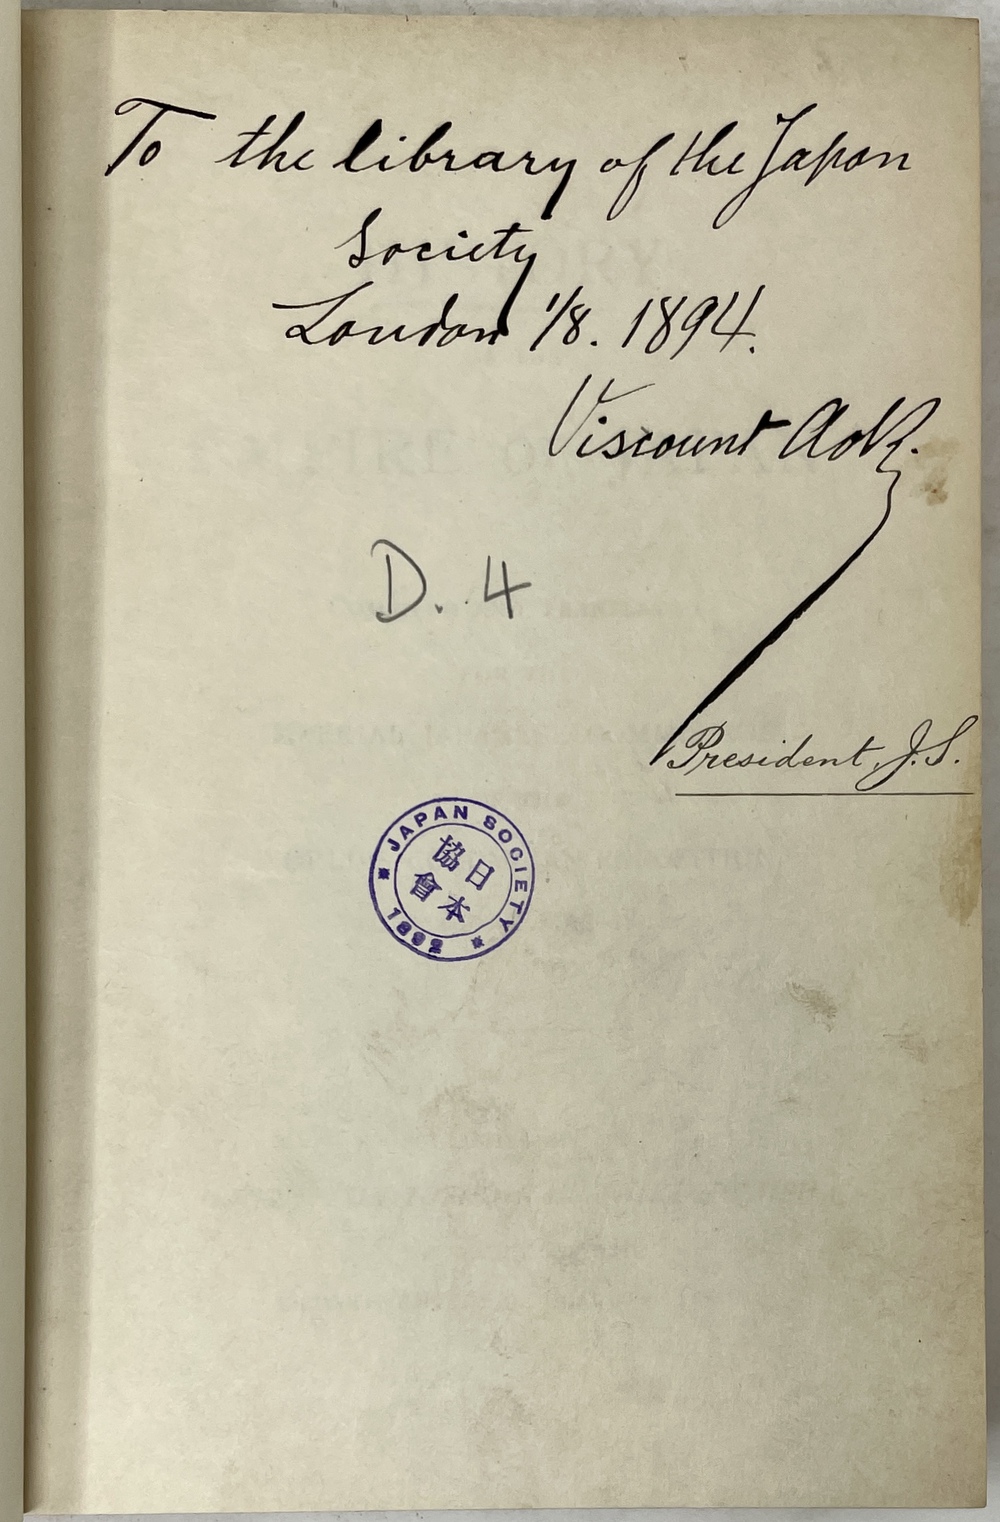 To the library of the Japan
Society
London 1/8. 1894.
Viscount Aoki.
D. 4
President, J.S.
JAPAN SOCIETY
日本
協會
1892